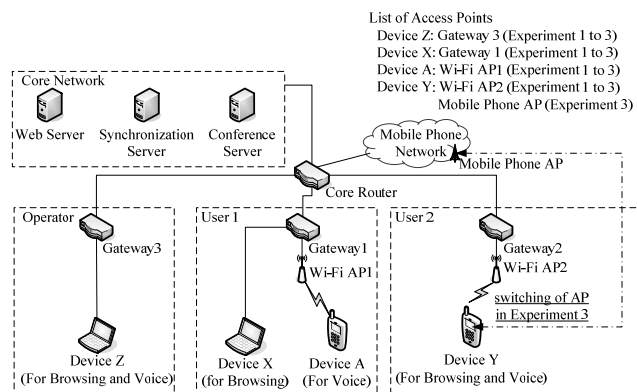 List of Access Points
Device Z: Gateway 3 (Experiment 1 to 3)
Device X: Gateway 1 (Experiment 1 to 3)
Device A: Wi-Fi AP1 (Experiment 1 to 3)
Device Y: Wi-Fi AP2 (Experiment 1 to 3)
Mobile Phone AP (Experiment 3)
Core Network
Web Server
Synchronization
Server
Conference
Server
Mobile Phone
Network
Mobile Phone AP
Core Router
Operator
Gateway3
Device Z
(For Browsing and Voice)
User 1
Gateway1
Wi-Fi AP1
Device X
(for Browsing)
Device A
(For Voice)
User 2
Gateway2
Wi-Fi AP2
switching of AP
in Experiment 3
Device Y
(For Browsing and Voice)